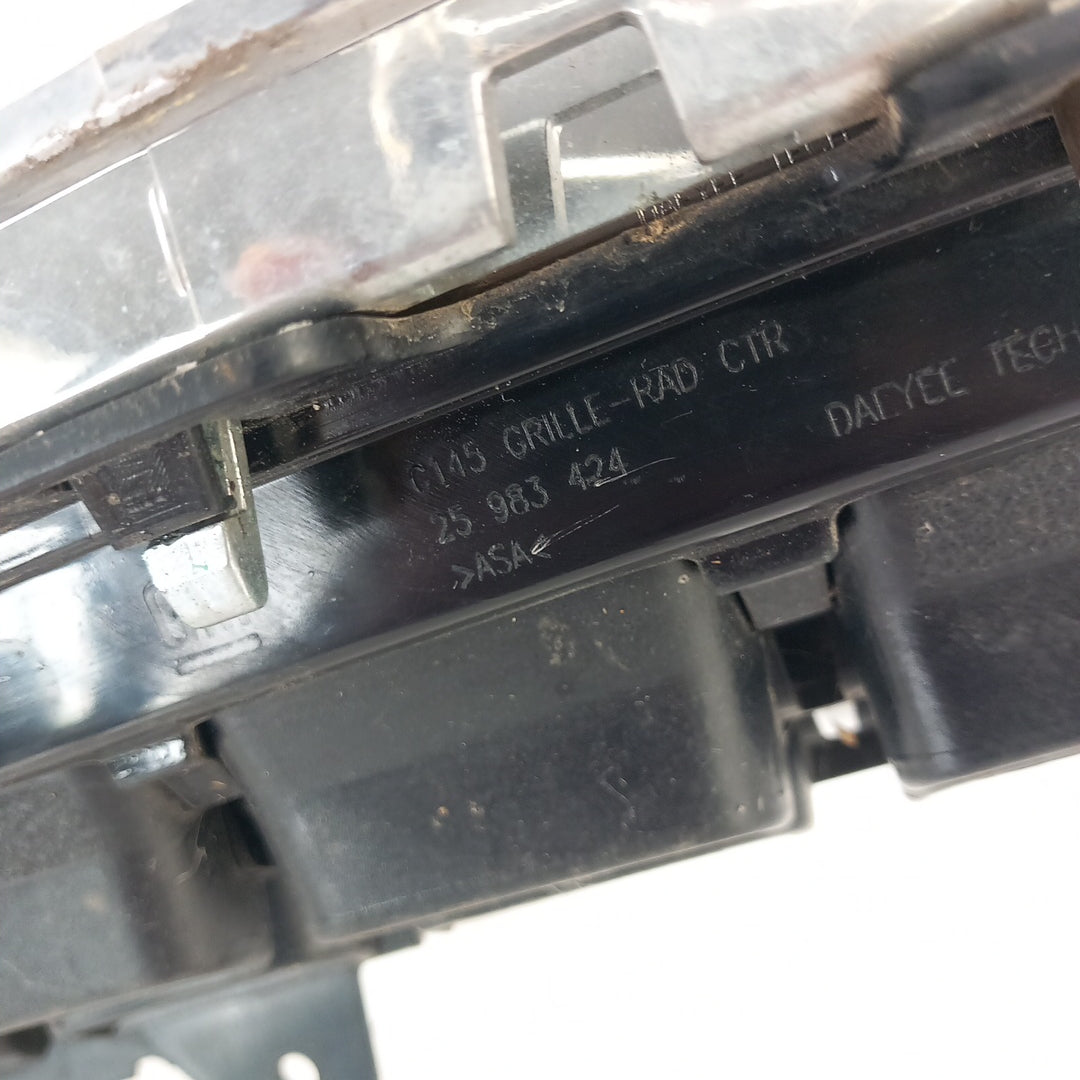 C145 GRILLE-RAD CTR
25 983 424
>ASA<
DAEYEE TECH